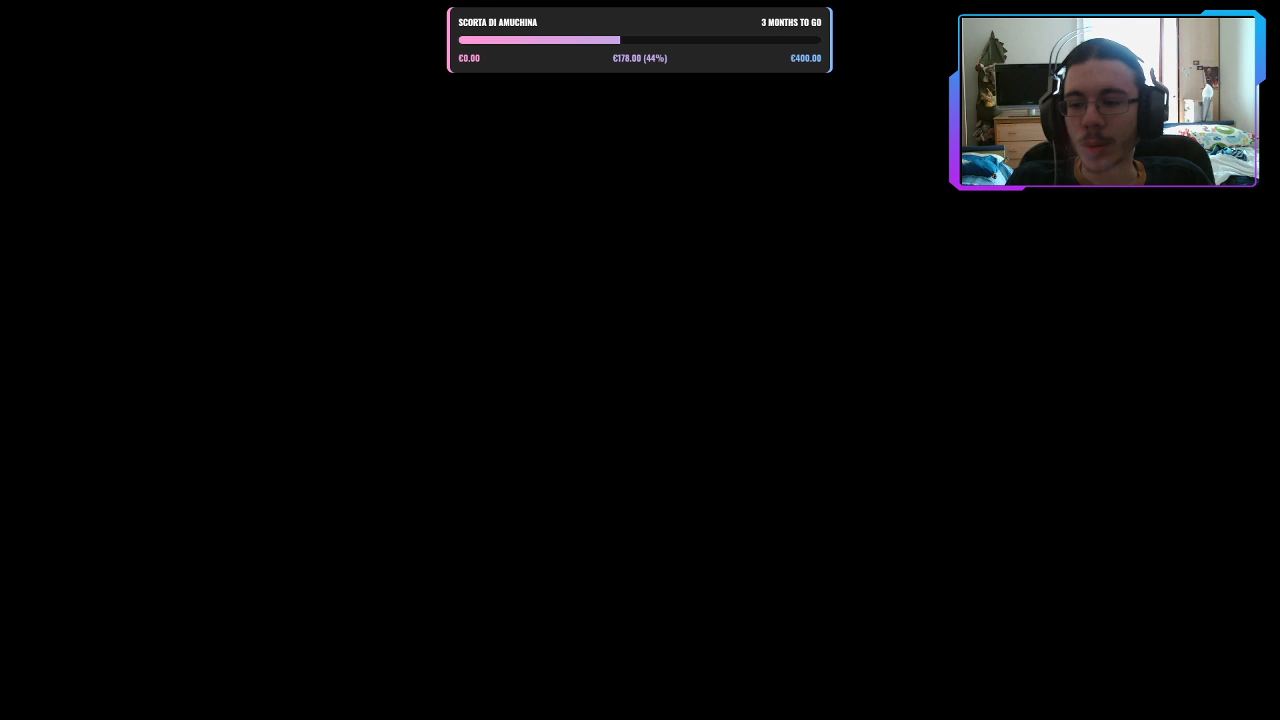 SCORTA DI AMUCHINA 3 MONTHS TO GO
€0.00 €178.00 (44%) €400.00